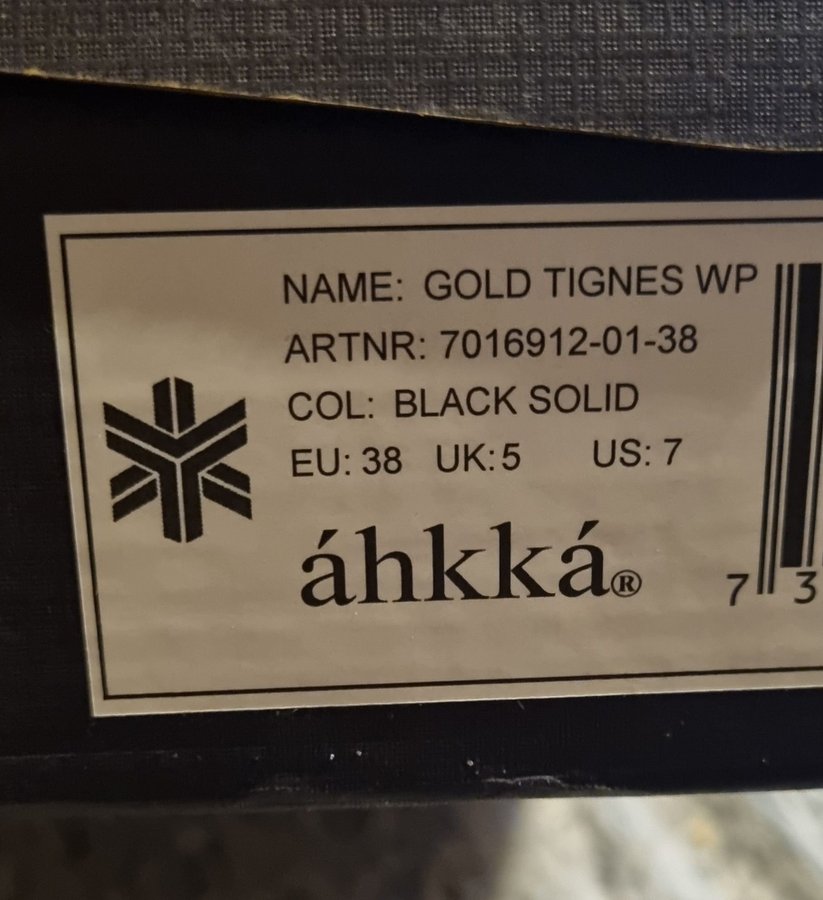 NAME: GOLD TIGNES WP
ARTNR: 7016912-01-38
COL: BLACK SOLID
EU: 38 UK:5 US: 7
áhkká®
7 3